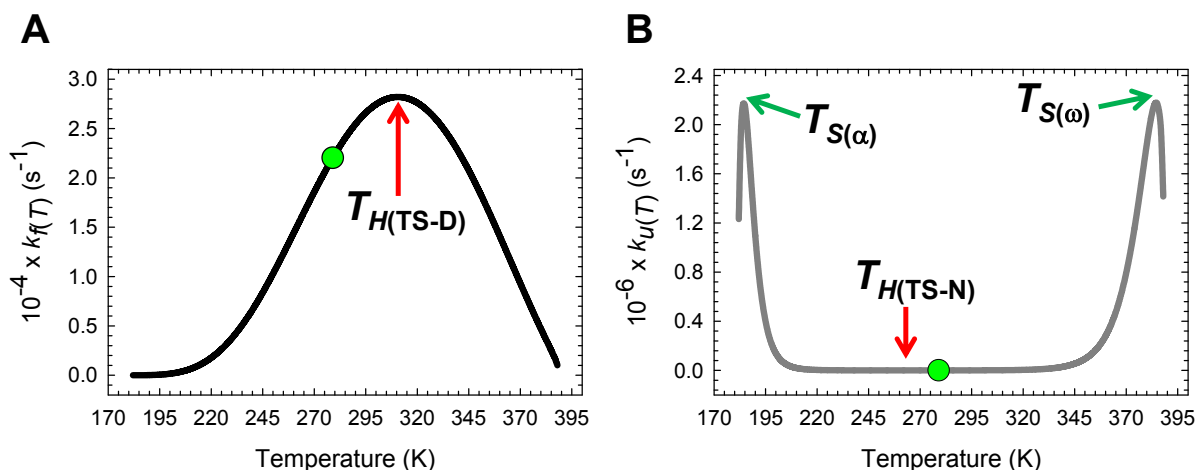 A
10⁻⁴ x k_f(T) (s⁻¹)
3.0
2.5
2.0
1.5
1.0
0.5
0.0
T_H(TS-D)
170 195 220 245 270 295 320 345 370 395
Temperature (K)
B
10⁻⁶ x k_u(T) (s⁻¹)
2.4
2.0
1.6
1.2
0.8
0.4
0.0
T_S(α)
T_S(ω)
T_H(TS-N)
170 195 220 245 270 295 320 345 370 395
Temperature (K)